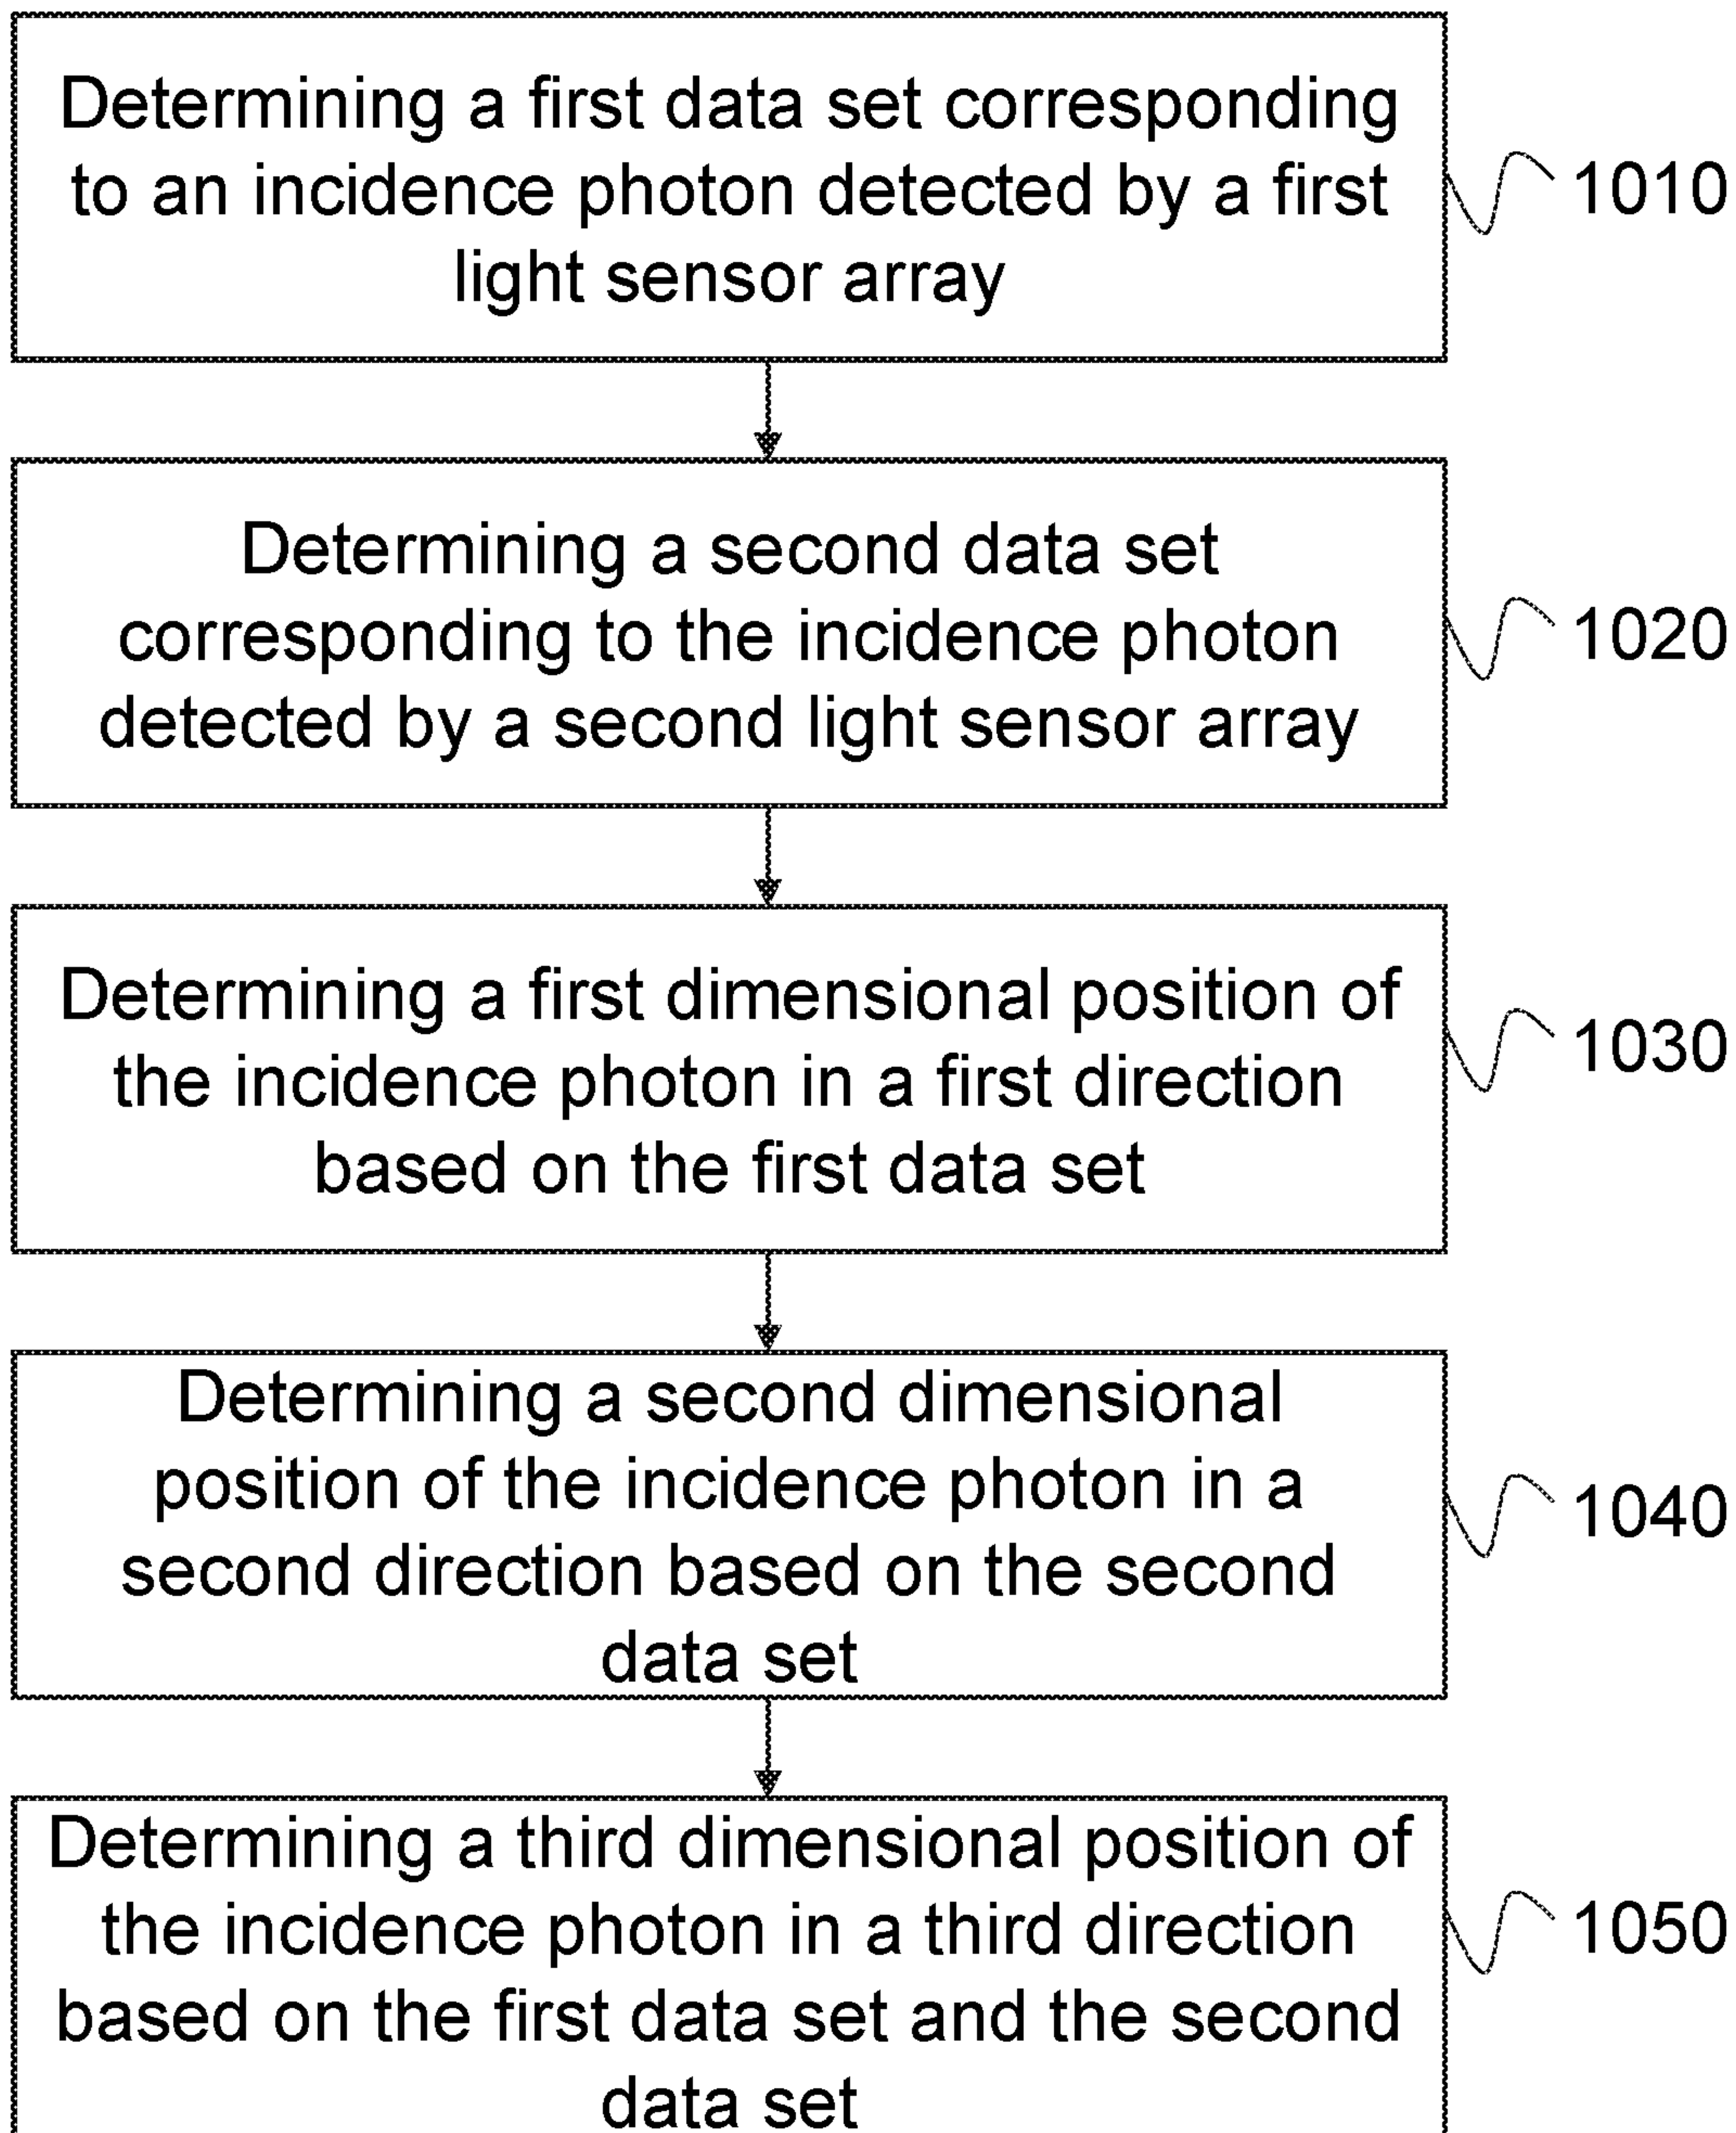 Determining a first data set corresponding
to an incidence photon detected by a first
light sensor array
1010
Determining a second data set
corresponding to the incidence photon
detected by a second light sensor array
1020
Determining a first dimensional position of
the incidence photon in a first direction
based on the first data set
1030
Determining a second dimensional
position of the incidence photon in a
second direction based on the second
data set
1040
Determining a third dimensional position of
the incidence photon in a third direction
based on the first data set and the second
data set
1050